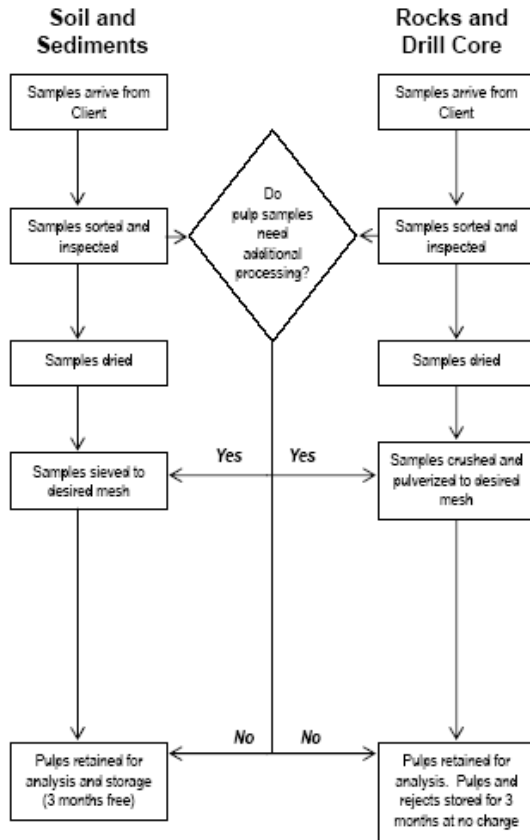 Soil and
Sediments
Rocks and
Drill Core
Samples arrive from
Client
Samples arrive from
Client
Do
pulp samples
need
additional
processing?
Samples sorted and
inspected
Samples sorted and
inspected
Samples dried
Samples dried
Yes
Yes
Samples sieved to
desired mesh
Samples crushed and
pulverized to desired
mesh
No
No
Pulps retained for
analysis and storage
(3 months free)
Pulps retained for
analysis. Pulps and
rejects stored for 3
months at no charge